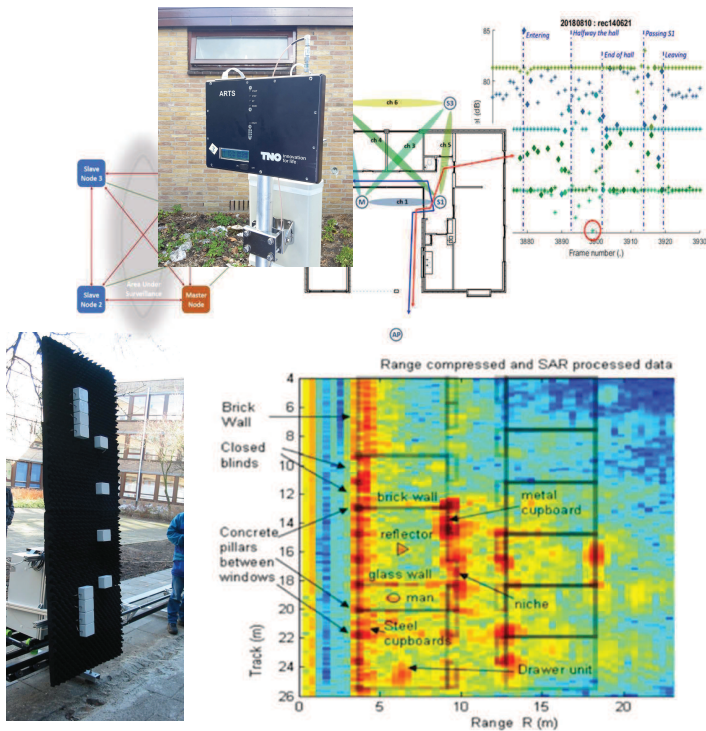 20180810 : rec140621
85
80
75
al (dB)
Entering
Halfway the hall
Passing S1
End of hall
Leaving
3880 3890 3900 3910 3920 3930
Frame number (.)
ARTS
TNO innovation
for life
ch 6
S3
ch 4
ch 3
ch 5
M
ch 1
S1
AP
Slave
Node 3
Area Under
Surveillance
Slave
Node 2
Master
Node
Range compressed and SAR processed data
Brick
Wall
Closed
blinds
Concrete
pillars
between
windows
brick wall
metal
cupboard
reflector
glass wall
niche
man.
Steel
cupboards
Drawer unit
Track (m)
4
6
8
10
12
14
16
18
20
22
24
26
0 5 10 15 20
Range R (m)